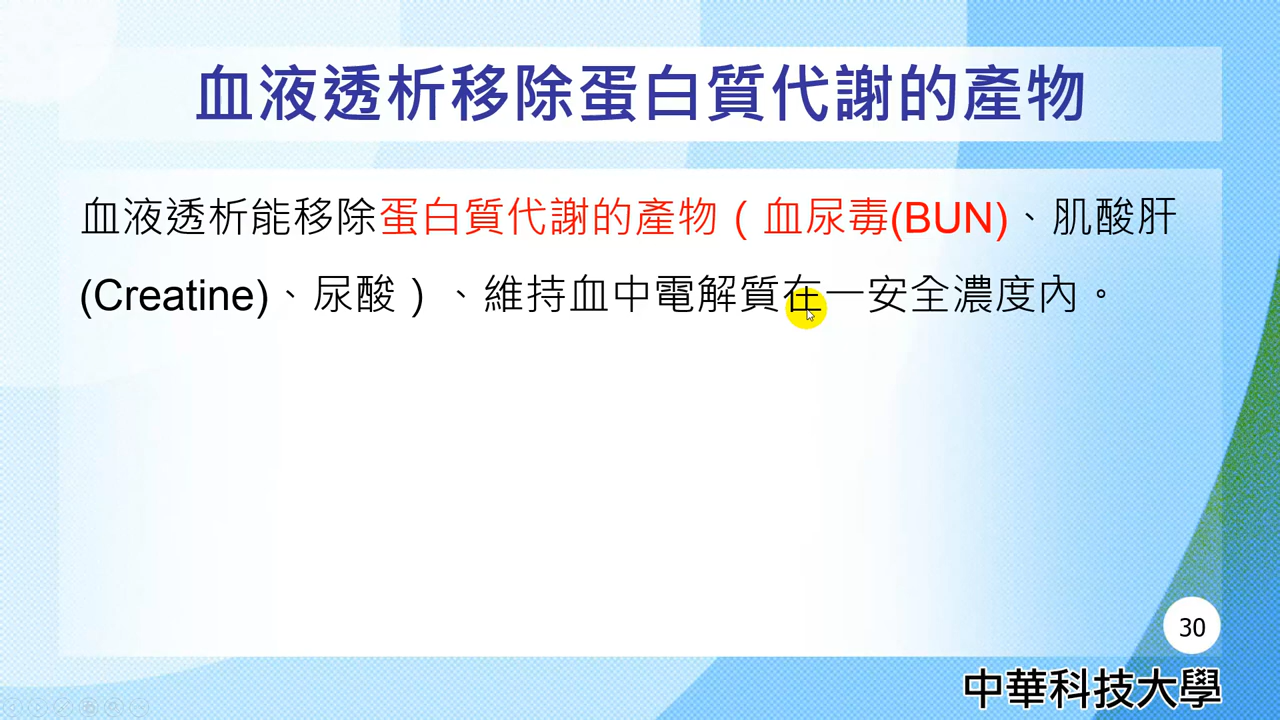 血液透析移除蛋白質代謝的產物
血液透析能移除蛋白質代謝的產物（血尿毒(BUN)、肌酸肝
(Creatine)、尿酸）、維持血中電解質在一安全濃度內。
30
中華科技大學